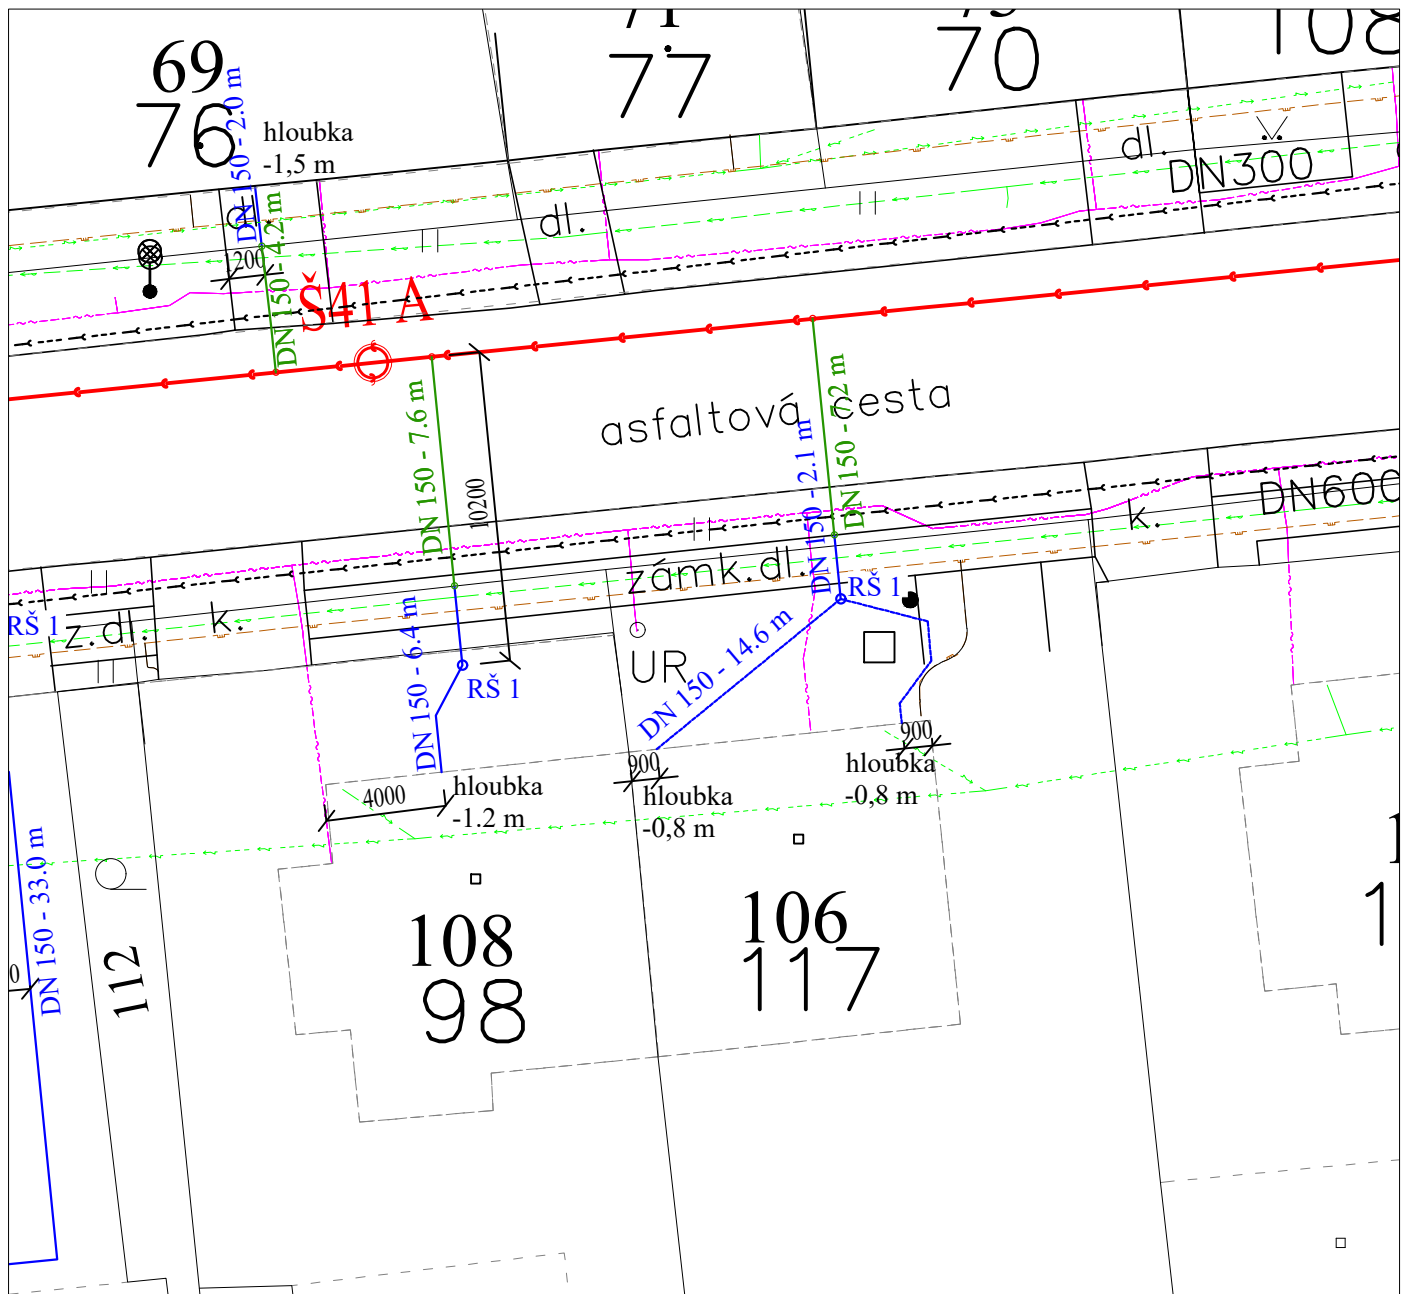 69
76
DN 150 - 2.0 m
hloubka
-1,5 m
77
70
DN 150 - 4.2 m
dl.
dl.
DN300
Š41 A
asfaltová cesta
DN 150 - 7.6 m
10200
DN 150 - 2.1 m
DN 150 - 7.2 m
k.
DN600
RŠ 1
z.dl.
k.
zámk.dl.
RŠ 1
DN 150 - 6.4 m
RŠ 1
UR
DN 150 - 14.6 m
900
hloubka
-0,8 m
900
hloubka
-0,8 m
4000
hloubka
-1.2 m
DN 150 - 33.0 m
112
108
98
106
117